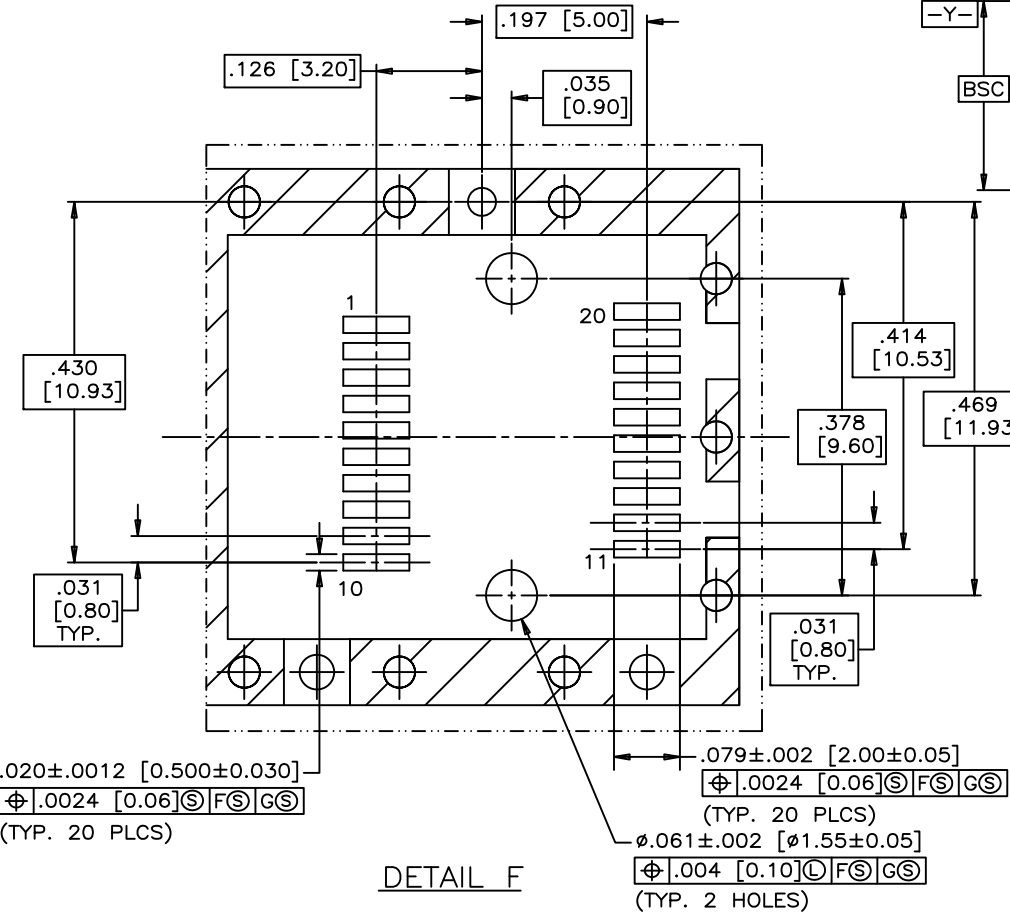 .197 [5.00]
-Y-
.126 [3.20]
.035
[0.90]
BSC
1
20
.430
[10.93]
.414
[10.53]
.378
[9.60]
.469
[11.93
10
11
.031
[0.80]
TYP.
.031
[0.80]
TYP.
.020±.0012 [0.500±0.030]
⌖ .0024 [0.06]Ⓢ FⓈ GⓈ
(TYP. 20 PLCS)
.079±.002 [2.00±0.05]
⌖ .0024 [0.06]Ⓢ FⓈ GⓈ
(TYP. 20 PLCS)
ø.061±.002 [ø1.55±0.05]
⌖ .004 [0.10]Ⓛ FⓈ GⓈ
(TYP. 2 HOLES)
DETAIL F